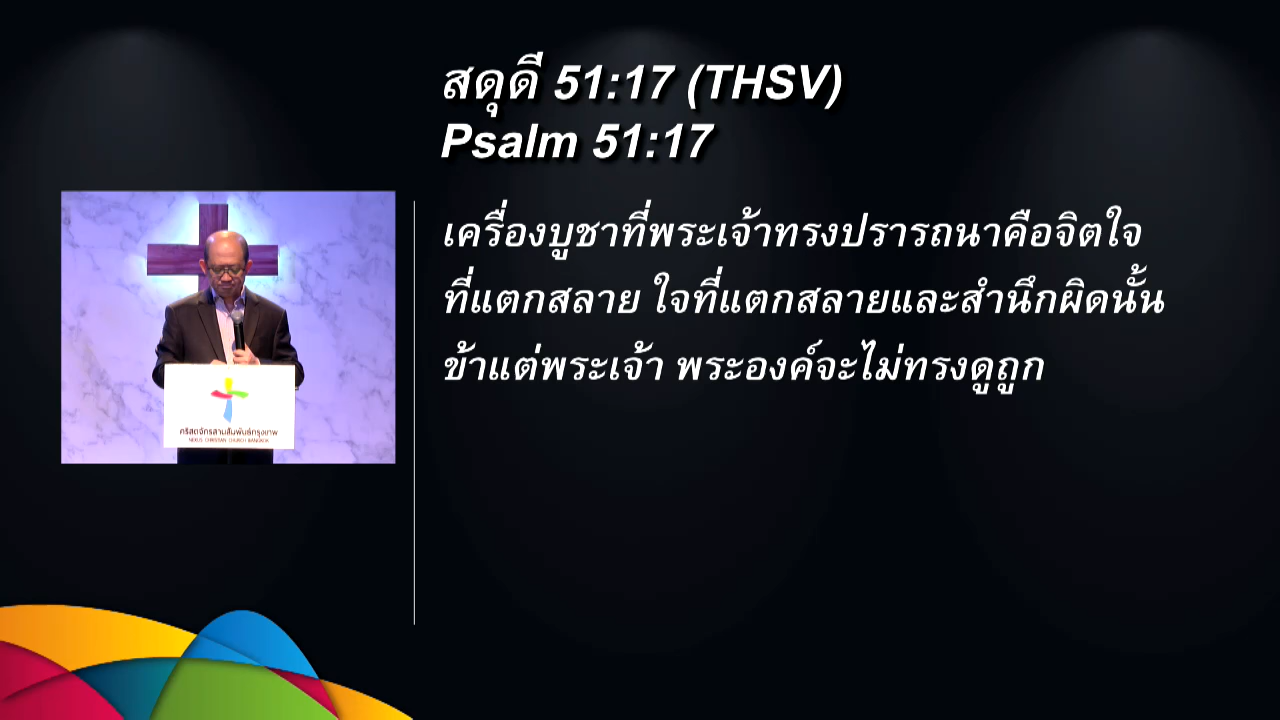 สดุดี 51:17 (THSV)
Psalm 51:17
เครื่องบูชาที่พระเจ้าทรงปรารถนาคือจิตใจ
ที่แตกสลาย ใจที่แตกสลายและสำนึกผิดนั้น
ข้าแต่พระเจ้า พระองค์จะไม่ทรงดูถูก
คริสตจักรสานสัมพันธ์กรุงเทพ
NEXUS CHRISTIAN CHURCH BANGKOK